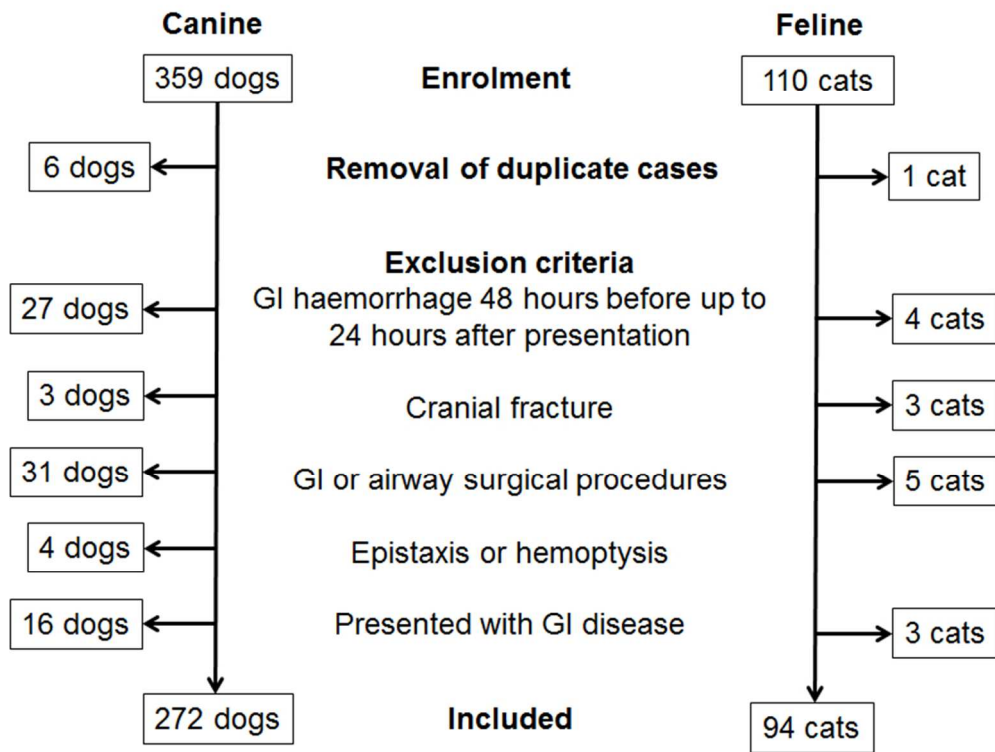 Canine
Feline
359 dogs
Enrolment
110 cats
6 dogs
Removal of duplicate cases
1 cat
Exclusion criteria
27 dogs
GI haemorrhage 48 hours before up to
24 hours after presentation
4 cats
3 dogs
Cranial fracture
3 cats
31 dogs
GI or airway surgical procedures
5 cats
4 dogs
Epistaxis or hemoptysis
16 dogs
Presented with GI disease
3 cats
272 dogs
Included
94 cats